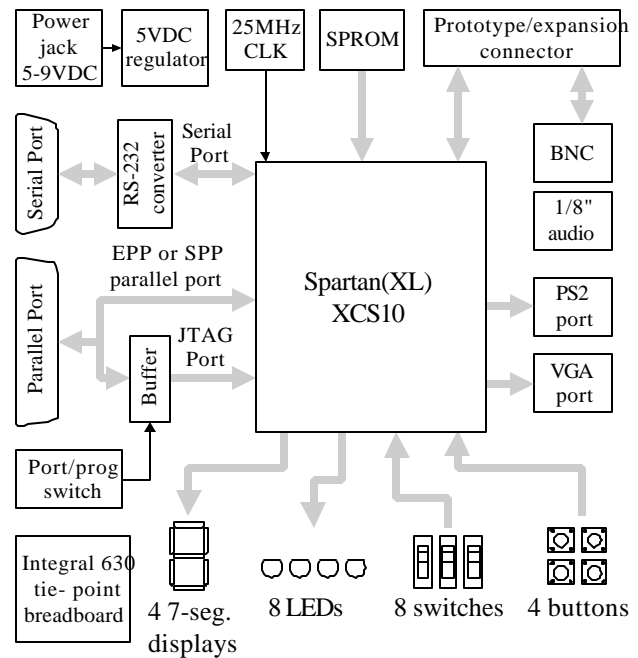 Power
jack
5-9VDC
5VDC
regulator
25MHz
CLK
SPROM
Prototype/expansion
connector
Serial Port
RS-232
converter
Serial
Port
BNC
1/8"
audio
EPP or SPP
parallel port
Spartan(XL)
XCS10
Parallel Port
JTAG
Port
Buffer
PS2
port
VGA
port
Port/prog
switch
Integral 630
tie- point
breadboard
4 7-seg.
displays
8 LEDs
8 switches
4 buttons